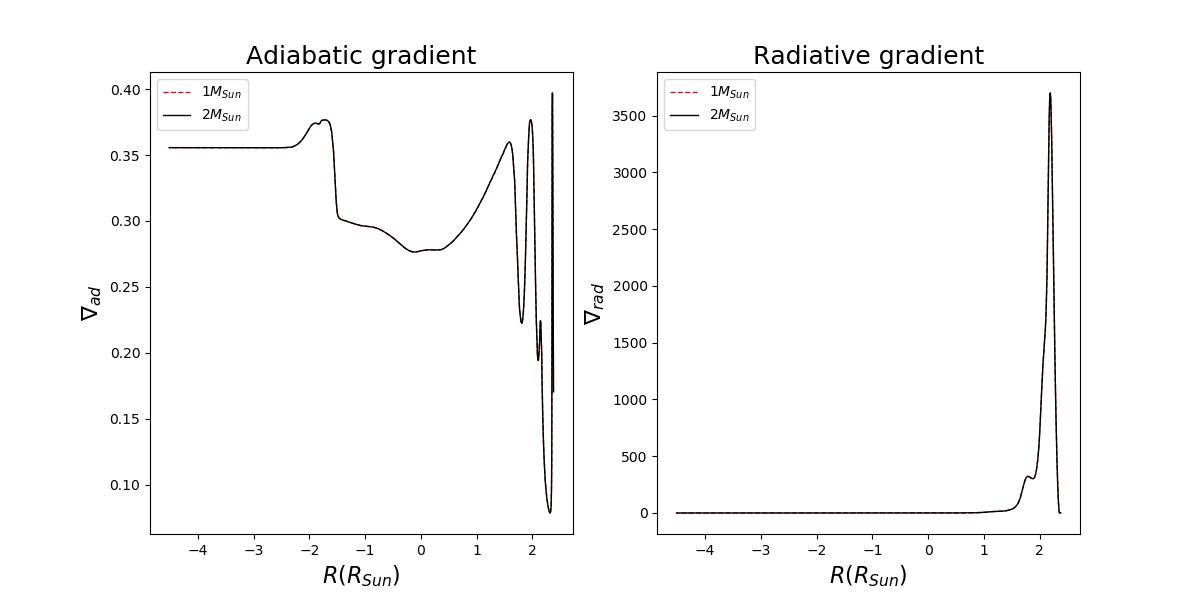 Adiabatic gradient
1M_Sun
2M_Sun
0.40
0.35
0.30
0.25
0.20
0.15
0.10
∇_ad
−4
−3
−2
−1
0
1
2
R(R_Sun)
Radiative gradient
1M_Sun
2M_Sun
3500
3000
2500
2000
1500
1000
500
0
∇_rad
−4
−3
−2
−1
0
1
2
R(R_Sun)